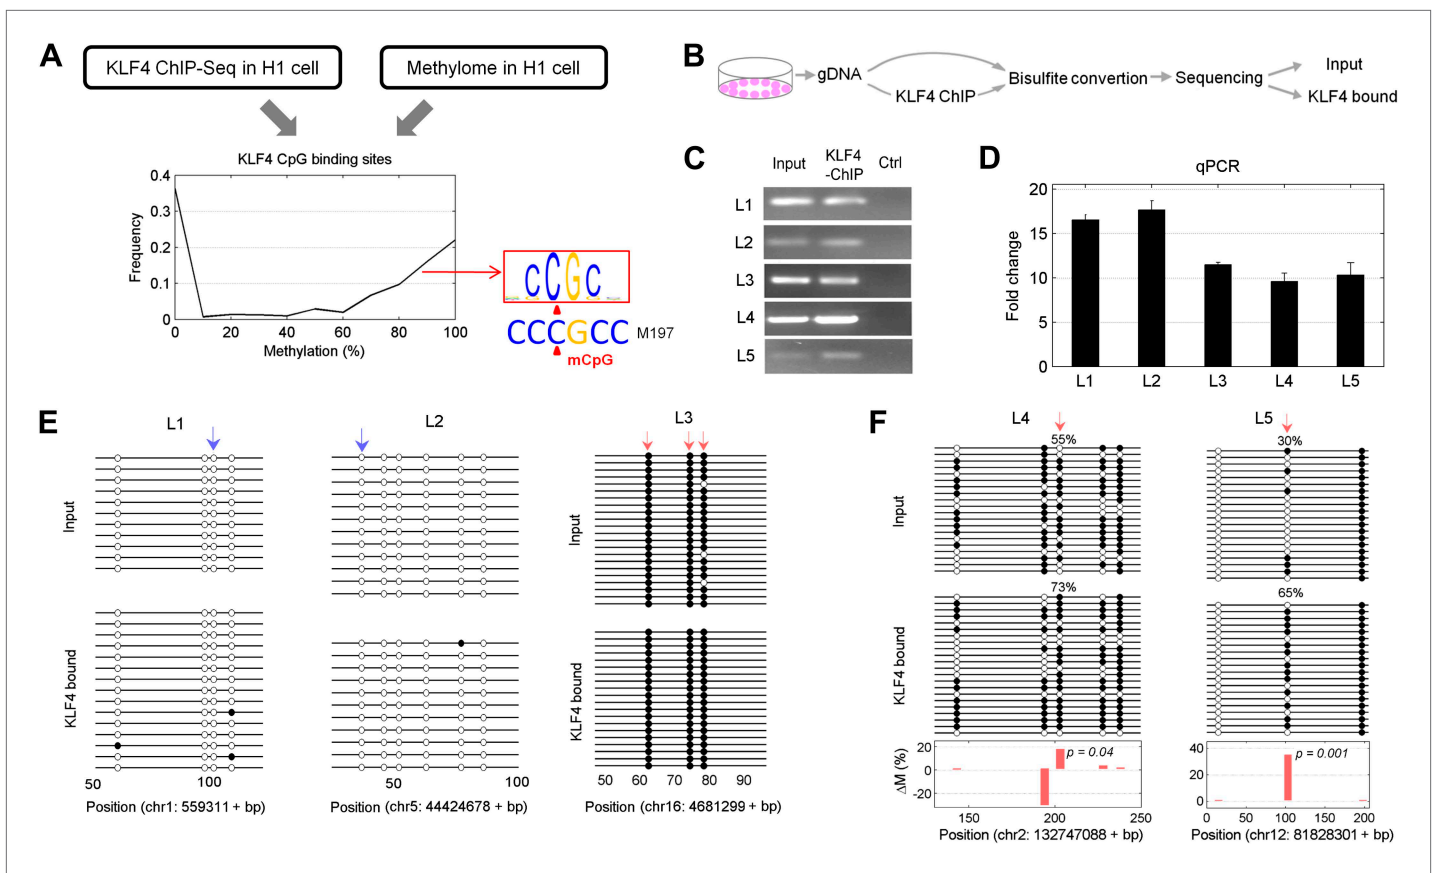 A
KLF4 ChIP-Seq in H1 cell
Methylome in H1 cell
KLF4 CpG binding sites
0.4
0.3
0.2
0.1
0
Frequency
0 20 40 60 80 100
Methylation (%)
CCGC
CCCGCC M197
mCpG
B
gDNA
KLF4 ChIP
Bisulfite convertion
Sequencing
Input
KLF4 bound
C
Input KLF4 -ChIP Ctrl
L1
L2
L3
L4
L5
D
qPCR
20
15
10
5
0
Fold change
L1 L2 L3 L4 L5
E
L1 L2 L3
Input
KLF4 bound
50 100
Position (chr1: 559311 + bp)
50 100
Position (chr5: 44424678 + bp)
Input
KLF4 bound
50 60 70 80 90
Position (chr16: 4681299 + bp)
F
L4 L5
55% 30%
Input
73% 65%
KLF4 bound
20
0
-20
ΔM (%)
p = 0.04
150 200 250
Position (chr2: 132747088 + bp)
40
20
0
p = 0.001
0 50 100 150 200
Position (chr12: 81828301 + bp)